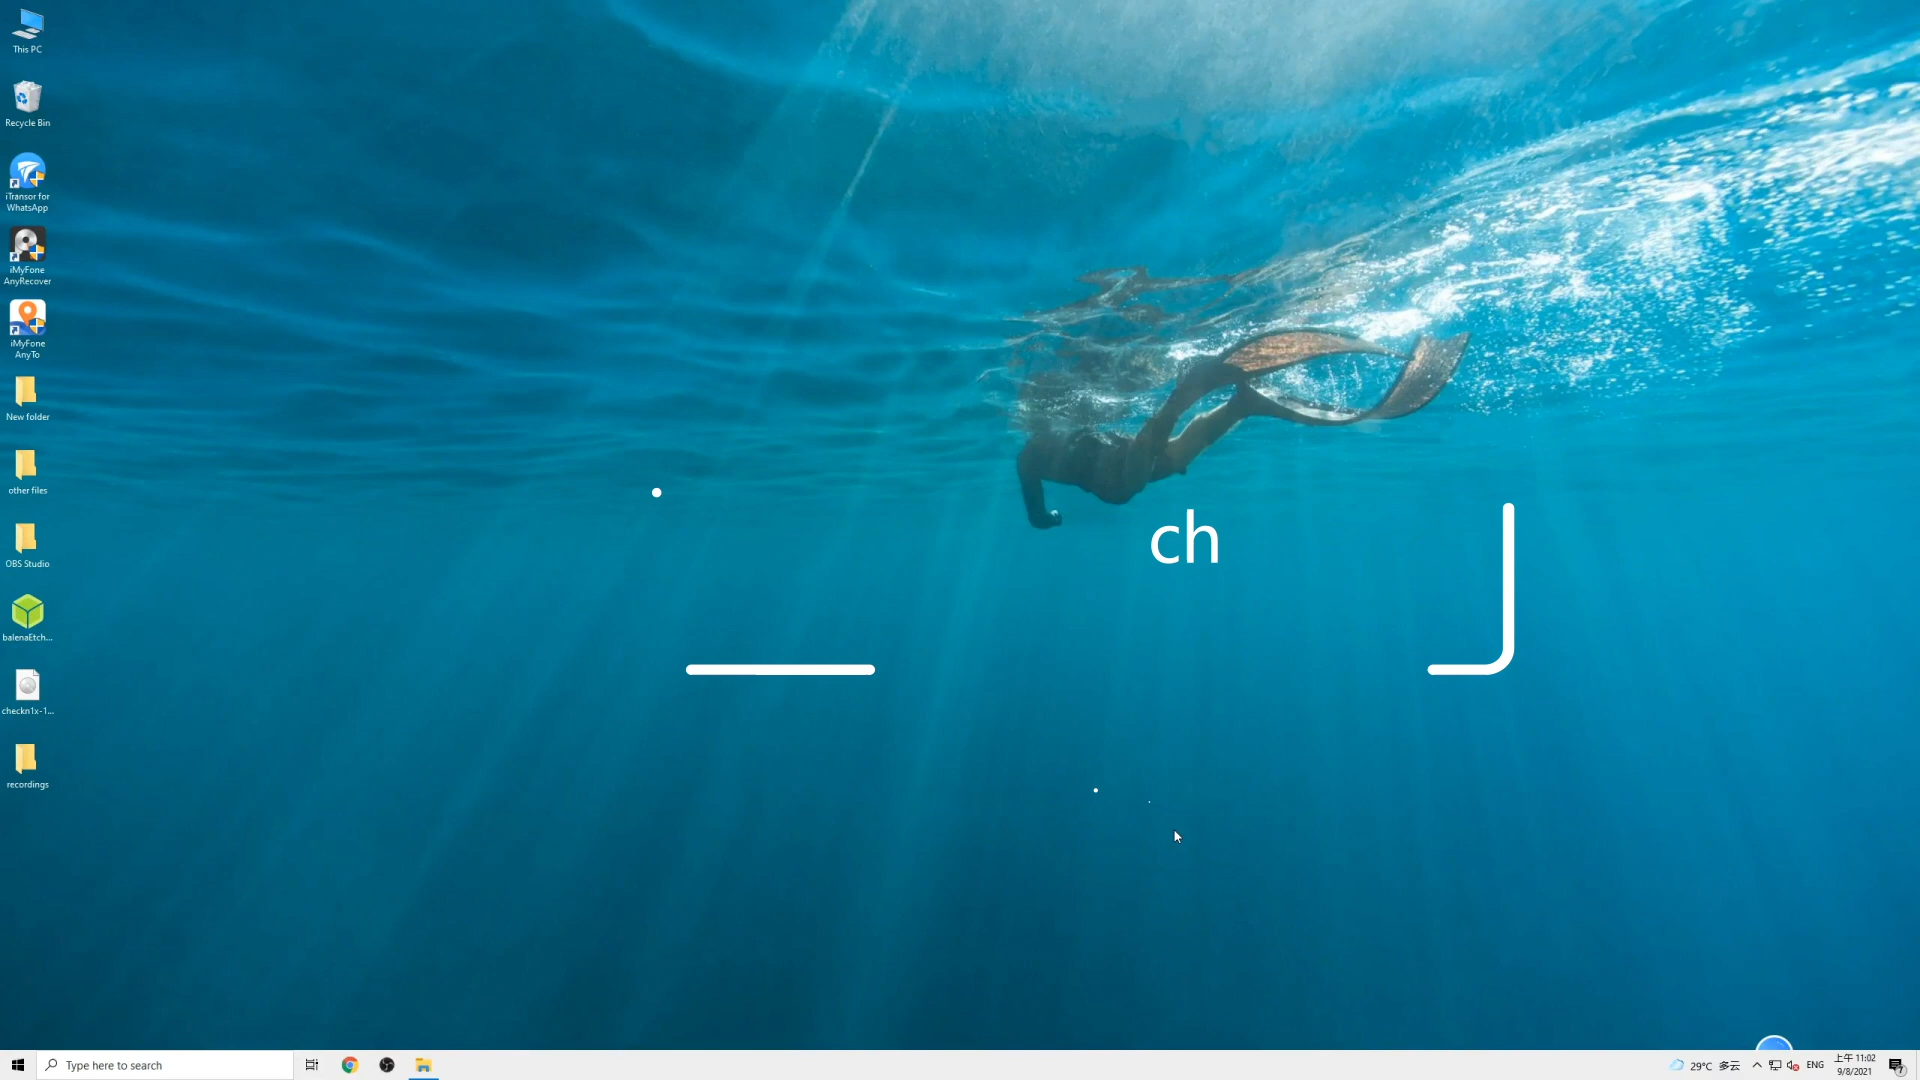 This PC
Recycle Bin
iTransor for
WhatsApp
iMyFone
AnyRecover
iMyFone
AnyTo
New folder
other files
OBS Studio
balenaEtch...
checkn1x-1...
recordings
ch
Type here to search
29°C 多云
ENG
上午 11:02
9/8/2021
7